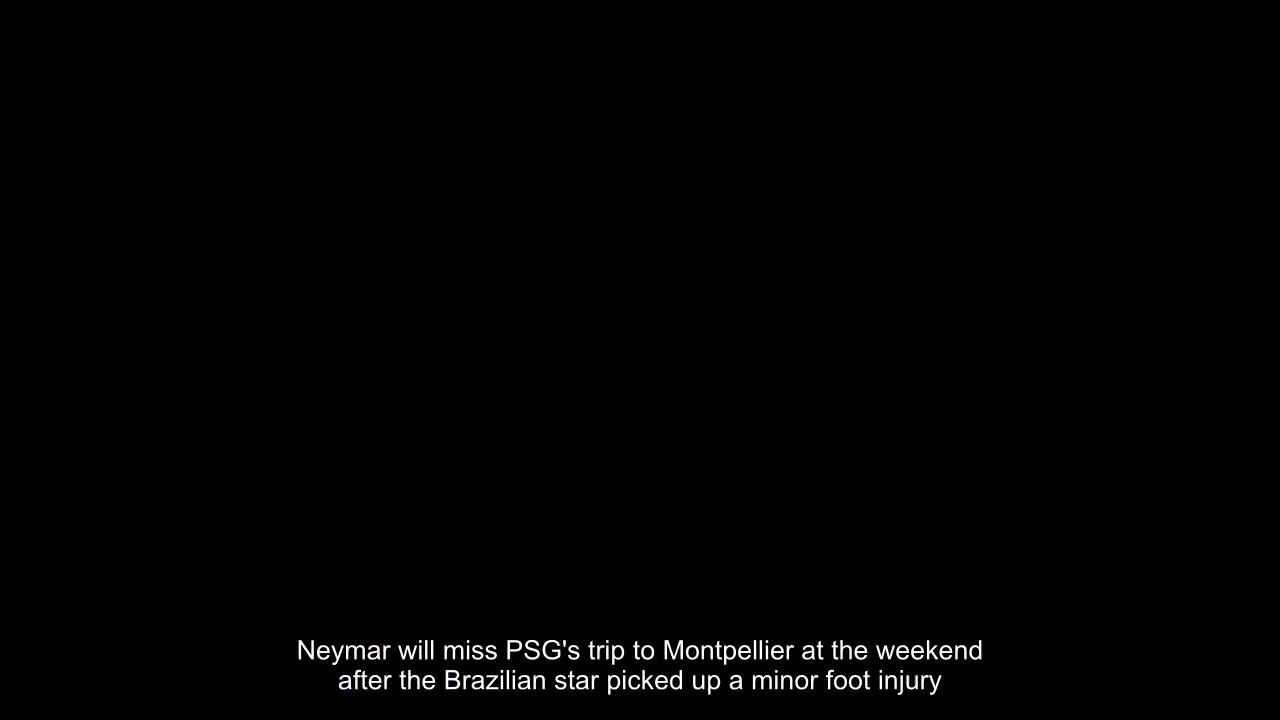 Neymar will miss PSG's trip to Montpellier at the weekend
after the Brazilian star picked up a minor foot injury